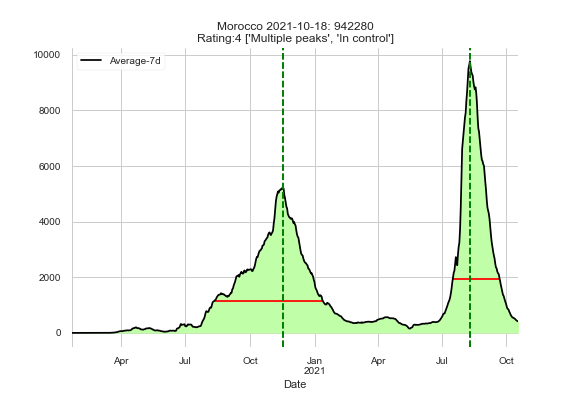 Morocco 2021-10-18: 942280
Rating:4 ['Multiple peaks', 'In control']
Average-7d
10000
8000
6000
4000
2000
0
Apr Jul Oct Jan Apr Jul Oct
2021
Date